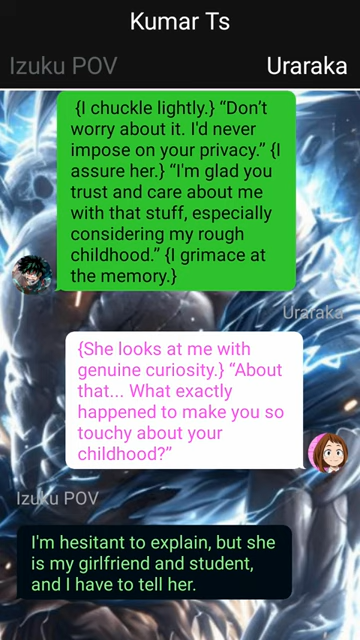 Kumar Ts
Izuku POV
Uraraka
{I chuckle lightly.} “Don’t
worry about it. I'd never
impose on your privacy.” {I
assure her.} “I'm glad you
trust and care about me
with that stuff, especially
considering my rough
childhood.” {I grimace at
the memory.}
Uraraka
{She looks at me with
genuine curiosity.} “About
that... What exactly
happened to make you so
touchy about your
childhood?”
Izuku POV
I'm hesitant to explain, but she
is my girlfriend and student,
and I have to tell her.